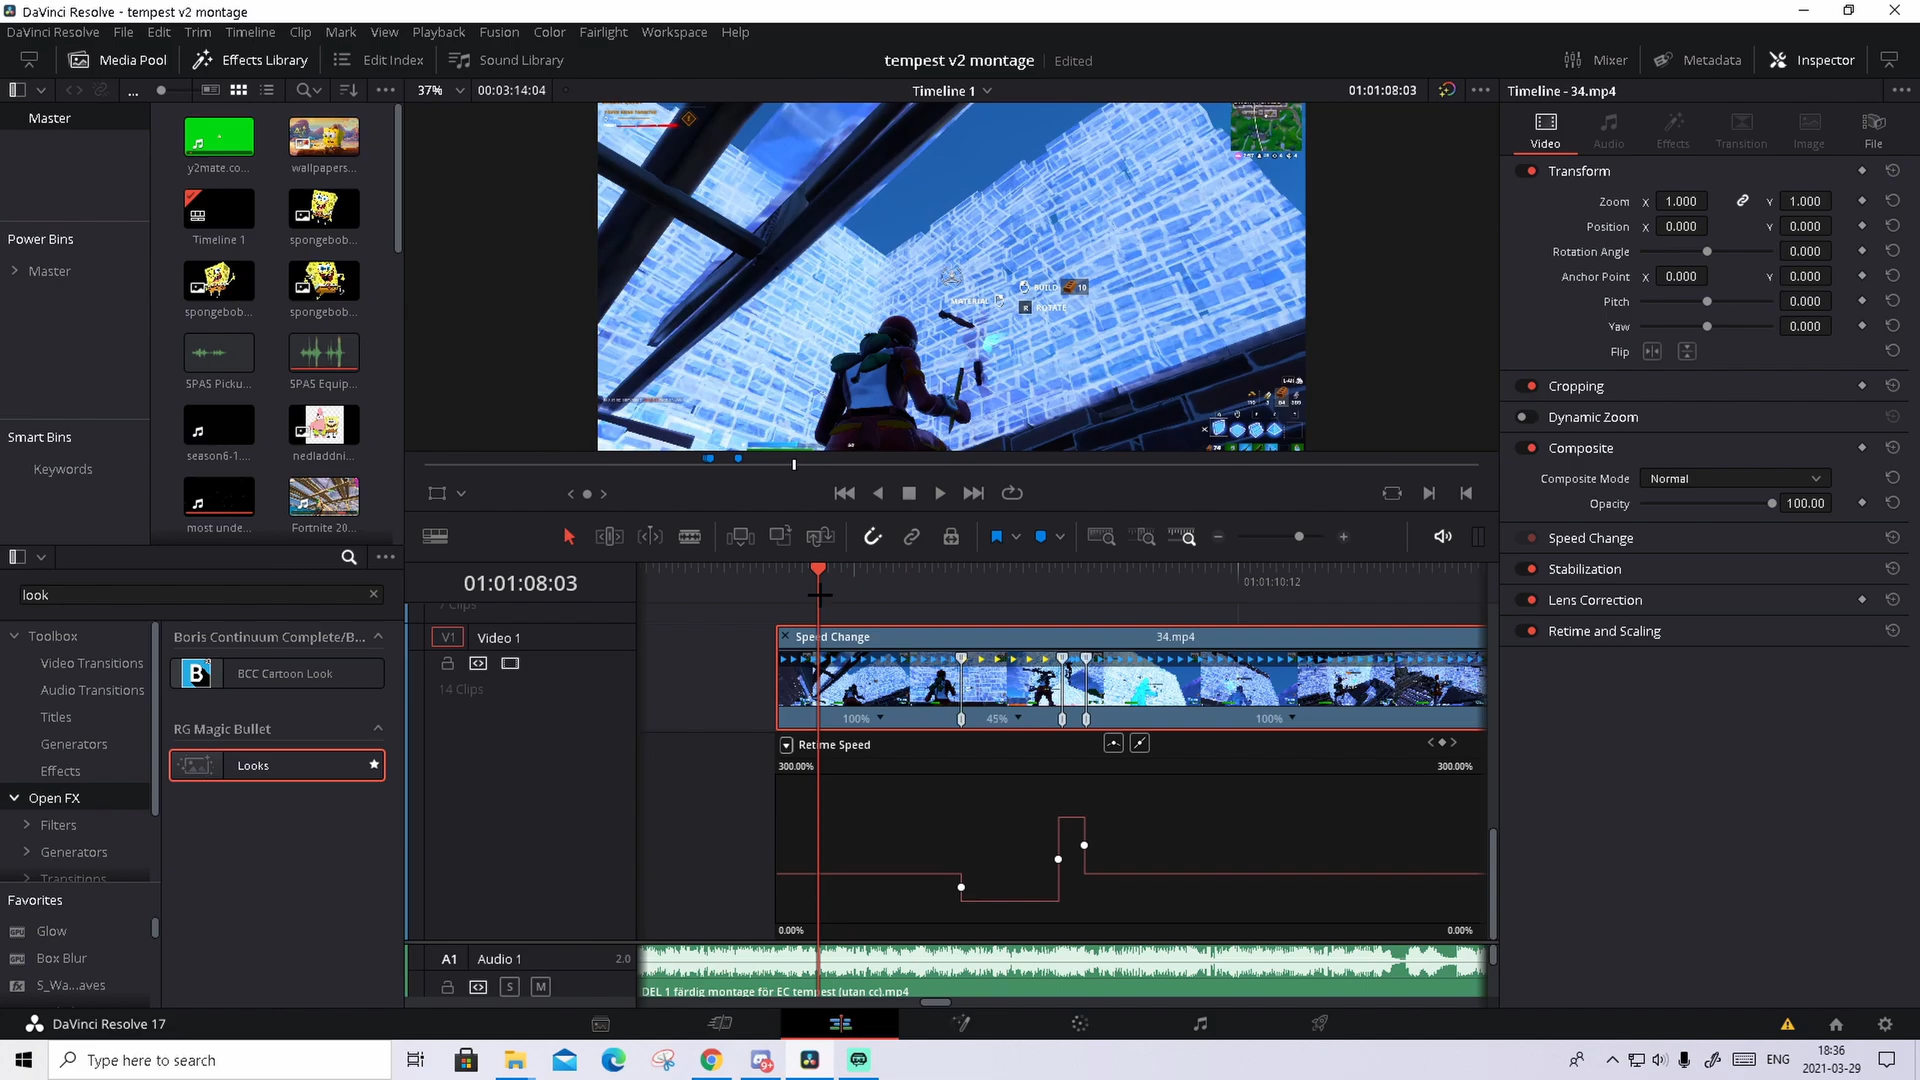 DaVinci Resolve - tempest v2 montage
DaVinci Resolve File Edit Trim Timeline Clip Mark View Playback Fusion Color Fairlight Workspace Help
Media Pool Effects Library Edit Index Sound Library tempest v2 montage Edited Mixer Metadata Inspector
... 37% 00:03:14:04 Timeline 1 01:01:08:03 Timeline - 34.mp4
Master
y2mate.co... wallpapers...
Timeline 1 spongebob...
spongebob... spongebob...
SPAS Picku... SPAS Equip...
season6-1... nedladdni...
most unde... Fortnite 20...
Power Bins
Master
Smart Bins
Keywords
MATERIAL BUILD 10
R ROTATE
Video Audio Effects Transition Image File
Transform
Zoom X 1.000 Y 1.000
Position X 0.000 Y 0.000
Rotation Angle 0.000
Anchor Point X 0.000 Y 0.000
Pitch 0.000
Yaw 0.000
Flip
Cropping
Dynamic Zoom
Composite
Composite Mode Normal
Opacity 100.00
Speed Change
Stabilization
Lens Correction
Retime and Scaling
look
Toolbox
Video Transitions
Audio Transitions
Titles
Generators
Effects
Open FX
Filters
Generators
Transitions
Favorites
Glow
Box Blur
S_Wa...aves
Boris Continuum Complete/B...
B BCC Cartoon Look
RG Magic Bullet
Looks
01:01:08:03 01:01:10:12
7 Clips
V1 Video 1
14 Clips
Speed Change 34.mp4
100% 45% 100%
Retime Speed
300.00% 300.00%
0.00% 0.00%
A1 Audio 1 2.0
S M
DEL 1 färdig montage för EC tempest (utan cc).mp4
DaVinci Resolve 17
Type here to search
9+
ENG
18:36
2021-03-29